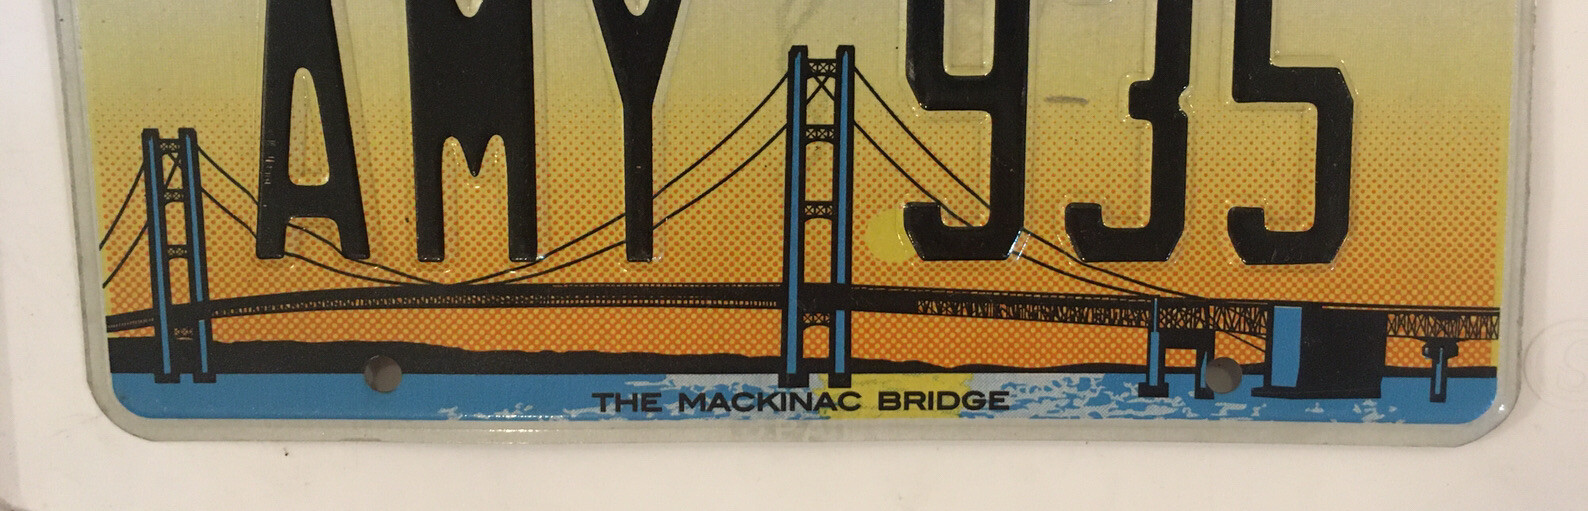 AMY 935
THE MACKINAC BRIDGE